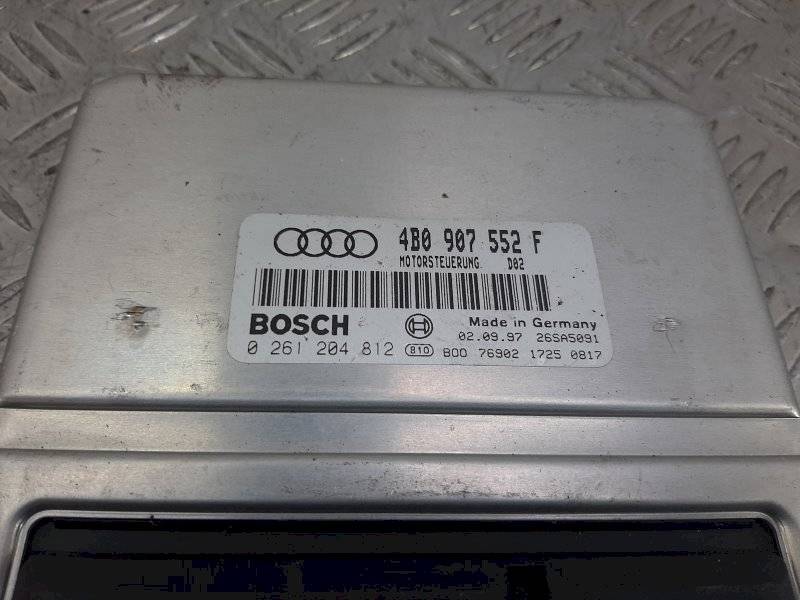 4B0 907 552 F
MOTORSTEUERUNG D02
BOSCH Made in Germany
02.09.97 26SA5091
0 261 204 812 810 B00 76902 1725 0817